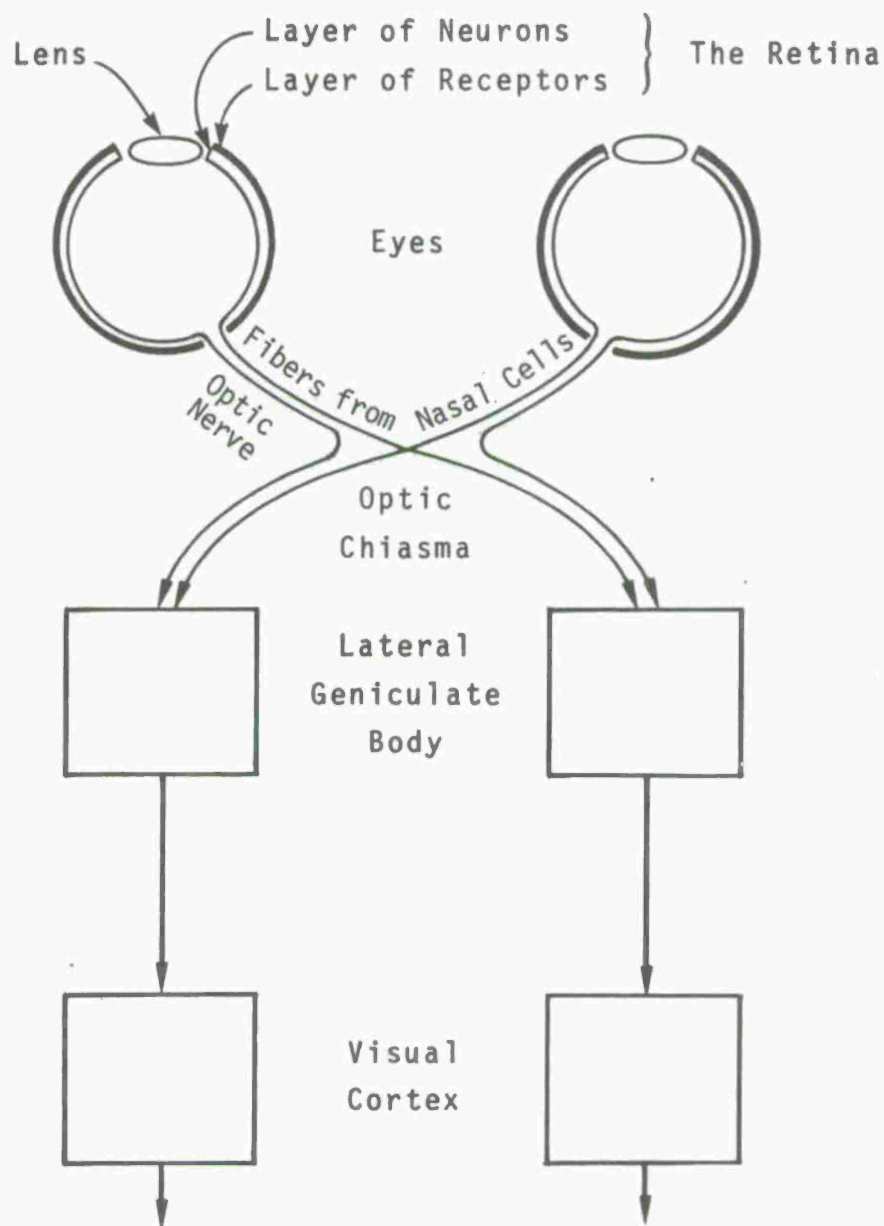 Layer of Neurons
Lens
Layer of Receptors
The Retina
Eyes
Fibers from Nasal Cells
Optic
Nerve
Optic
Chiasma
Lateral
Geniculate
Body
Visual
Cortex